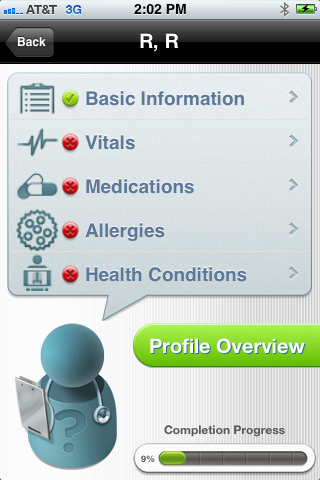 AT&T 3G 2:02 PM
Back R, R
Basic Information
Vitals
Medications
Allergies
Health Conditions
Profile Overview
?
Completion Progress
9%